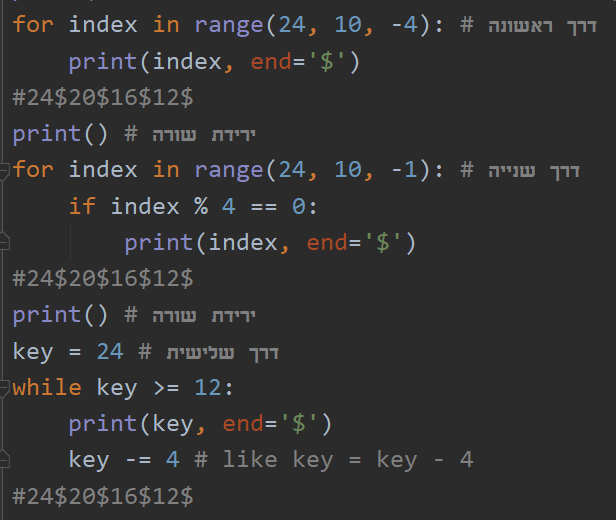 for index in range(24, 10, -4): # דרך ראשונה
    print(index, end='$')
#24$20$16$12$
print() # ירידת שורה
for index in range(24, 10, -1): # דרך שנייה
    if index % 4 == 0:
        print(index, end='$')
#24$20$16$12$
print() # ירידת שורה
key = 24 # דרך שלישית
while key >= 12:
    print(key, end='$')
    key -= 4 # like key = key - 4
#24$20$16$12$